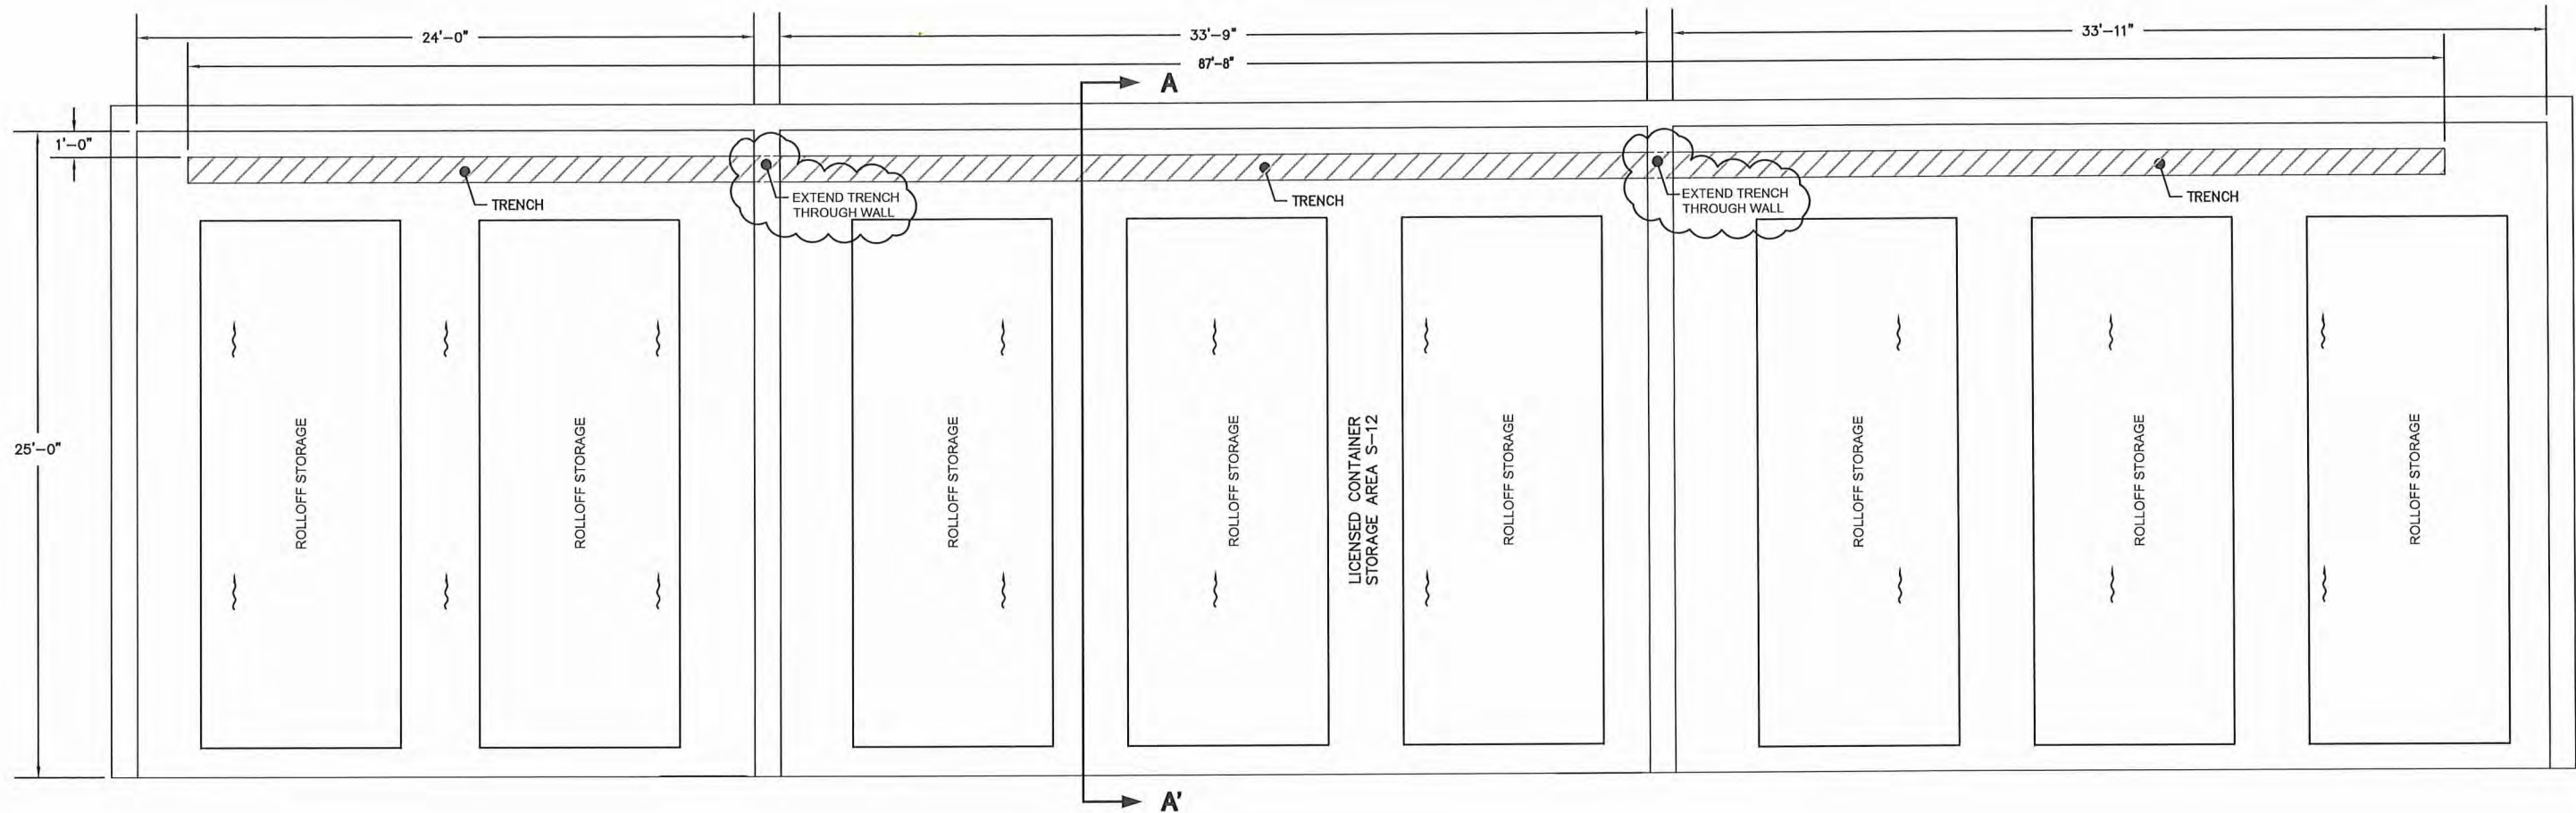 24'-0"
33'-9"
33'-11"
87'-8"
A
1'-0"
TRENCH
EXTEND TRENCH
THROUGH WALL
TRENCH
EXTEND TRENCH
THROUGH WALL
TRENCH
25'-0"
ROLLOFF STORAGE
ROLLOFF STORAGE
ROLLOFF STORAGE
ROLLOFF STORAGE
LICENSED CONTAINER
STORAGE AREA S-12
ROLLOFF STORAGE
ROLLOFF STORAGE
ROLLOFF STORAGE
ROLLOFF STORAGE
A'